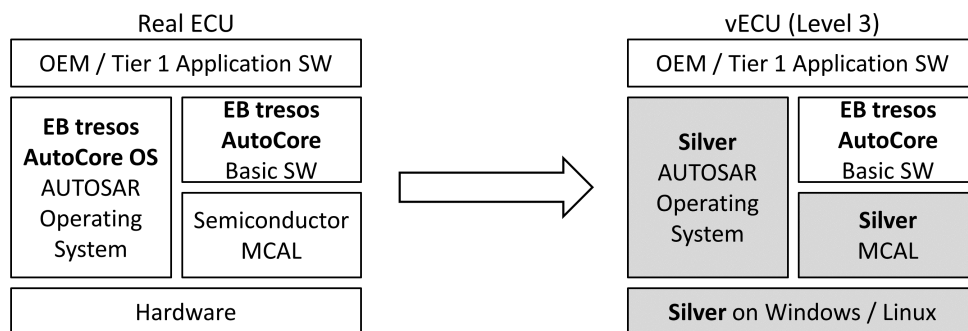 Real ECU
OEM / Tier 1 Application SW
EB tresos
AutoCore OS
AUTOSAR
Operating
System
EB tresos
AutoCore
Basic SW
Semiconductor
MCAL
Hardware
vECU (Level 3)
OEM / Tier 1 Application SW
Silver
AUTOSAR
Operating
System
EB tresos
AutoCore
Basic SW
Silver
MCAL
Silver on Windows / Linux